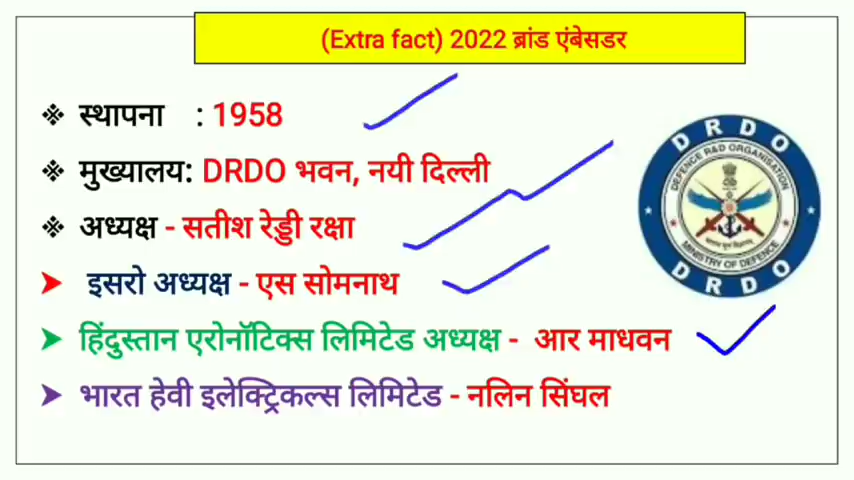 (Extra fact) 2022 ब्रांड एंबेसडर
❖ स्थापना : 1958
❖ मुख्यालय: DRDO भवन, नयी दिल्ली
❖ अध्यक्ष - सतीश रेड्डी रक्षा
➤ इसरो अध्यक्ष - एस सोमनाथ
➤ हिंदुस्तान एरोनॉटिक्स लिमिटेड अध्यक्ष - आर माधवन
➤ भारत हेवी इलेक्ट्रिकल्स लिमिटेड - नलिन सिंघल
DRDO
DEFENCE R&D ORGANISATION
MINISTRY OF DEFENCE
DRDO